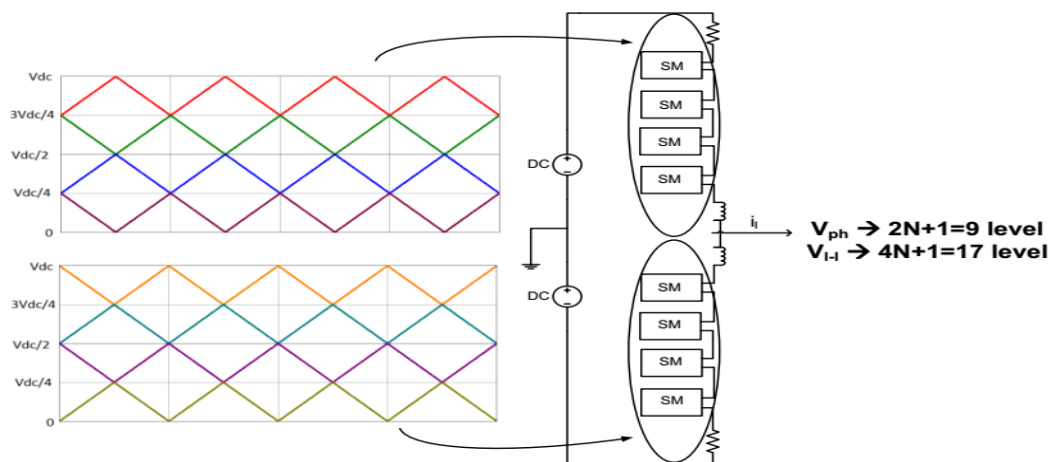 Vdc
3Vdc/4
Vdc/2
Vdc/4
0
Vdc
3Vdc/4
Vdc/2
Vdc/4
0
SM
SM
SM
SM
DC
+
−
DC
+
−
SM
SM
SM
SM
iₗ
Vₚₕ → 2N+1=9 level
V_l-l → 4N+1=17 level